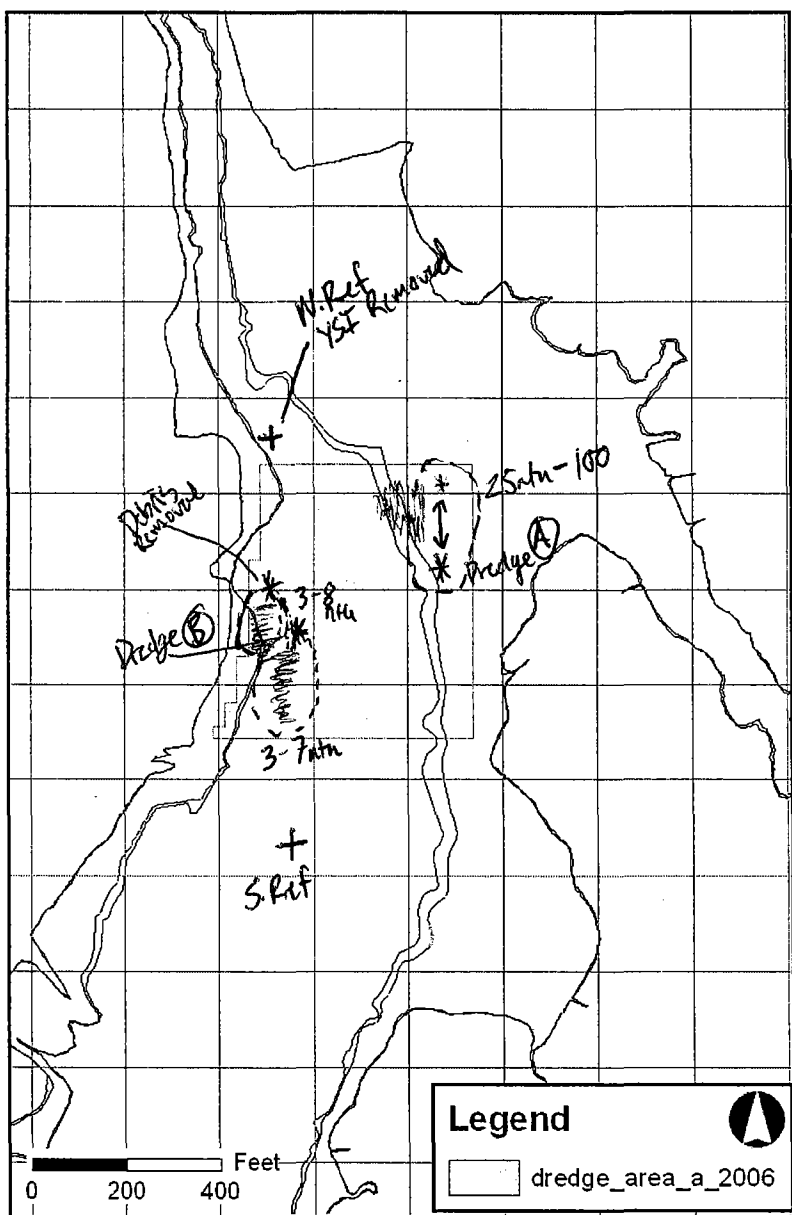 N. Ref
YSI Removed
25ntu-100
Debris
Removal
Dredge A
3-8
ntu
Dredge B
3-7ntu
S. Ref
Feet
0 200 400
Legend
dredge_area_a_2006